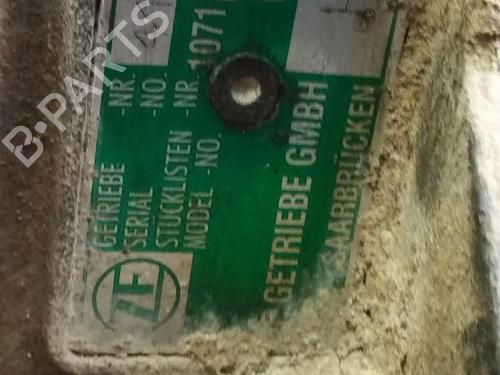 GETRIEBE -NR.
SERIAL -NO.
STÜCKLISTEN -NR. 1071
MODEL -NO.
ZF
GETRIEBE GMBH
SAARBRÜCKEN
B-PARTS